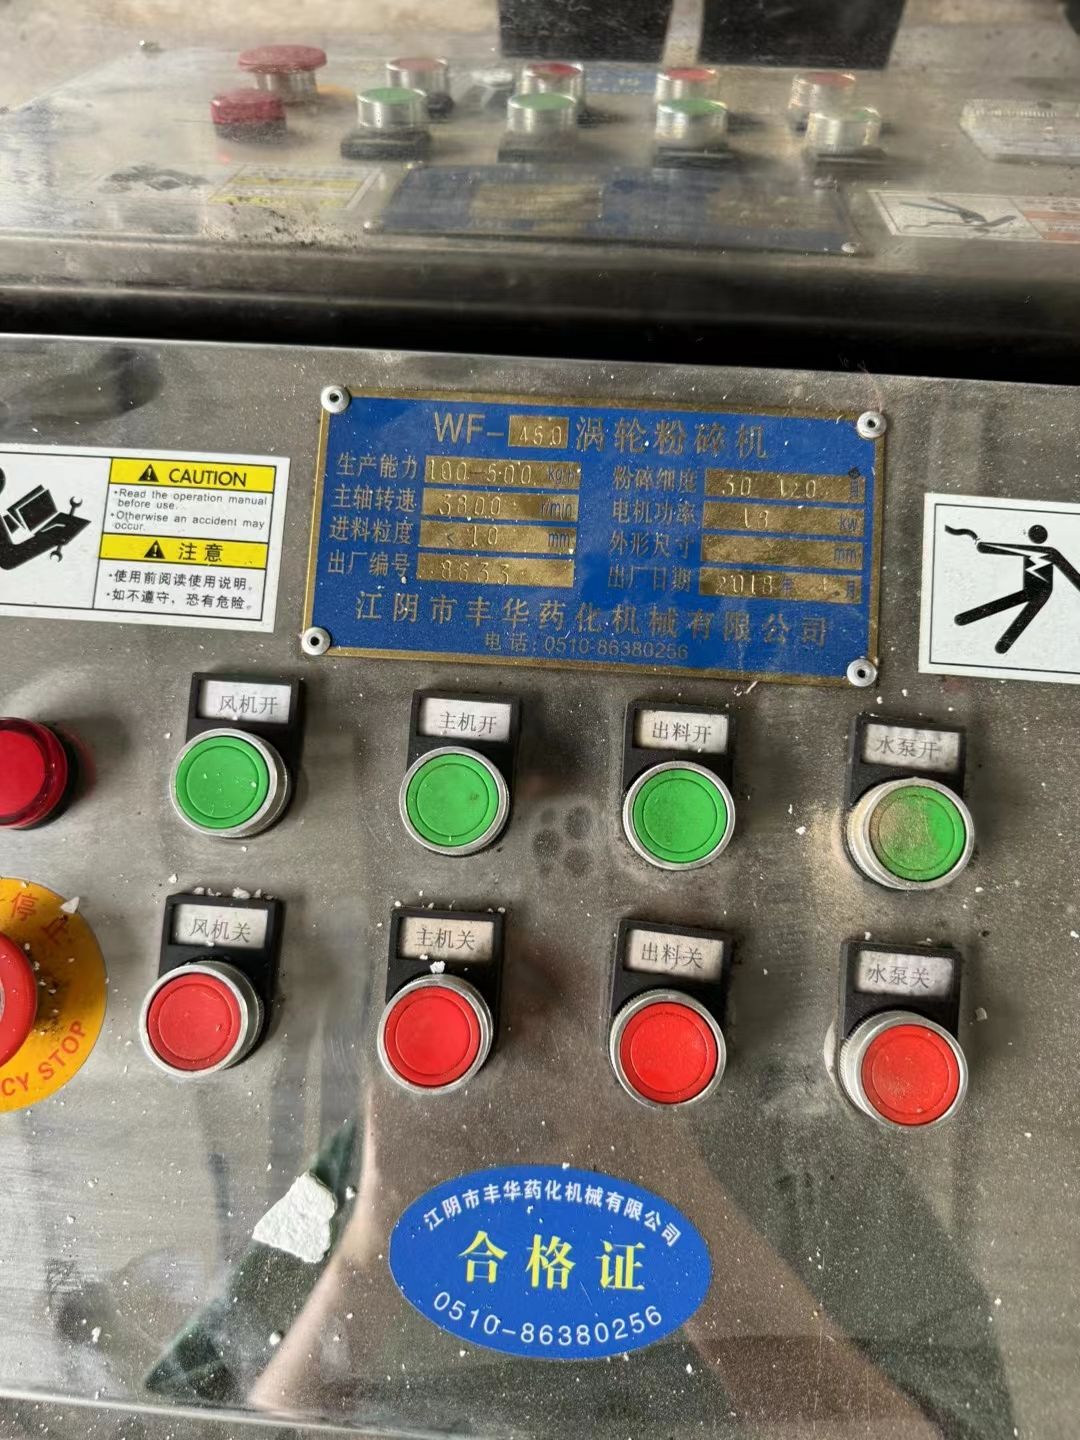 WF-450 涡轮粉碎机
生产能力 100-500 kg/h
粉碎细度 30 120 目
主轴转速 3800 r/min
电机功率 kW
进料粒度 <10 mm
外形尺寸 mm
出厂编号 8633
出厂日期 2018年 4月
江阴市丰华药化机械有限公司
电话:0510-86380256
CAUTION
·Read the operation manual
before use.
·Otherwise an accident may
occur.
注意
·使用前阅读使用说明。
·如不遵守,恐有危险。
风机开
主机开
出料开
水泵开
风机关
主机关
出料关
水泵关
停
CY STOP
江阴市丰华药化机械有限公司
合格证
0510-86380256